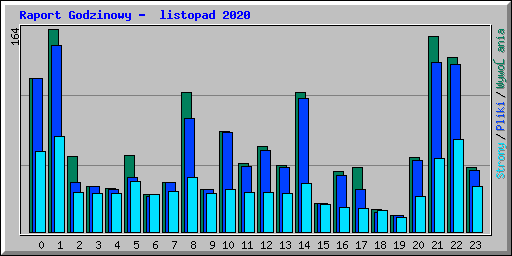 Raport Godzinowy - listopad 2020
164
Strony / Pliki /
0 1 2 3 4 5 6 7 8 9 10 11 12 13 14 15 16 17 18 19 20 21 22 23